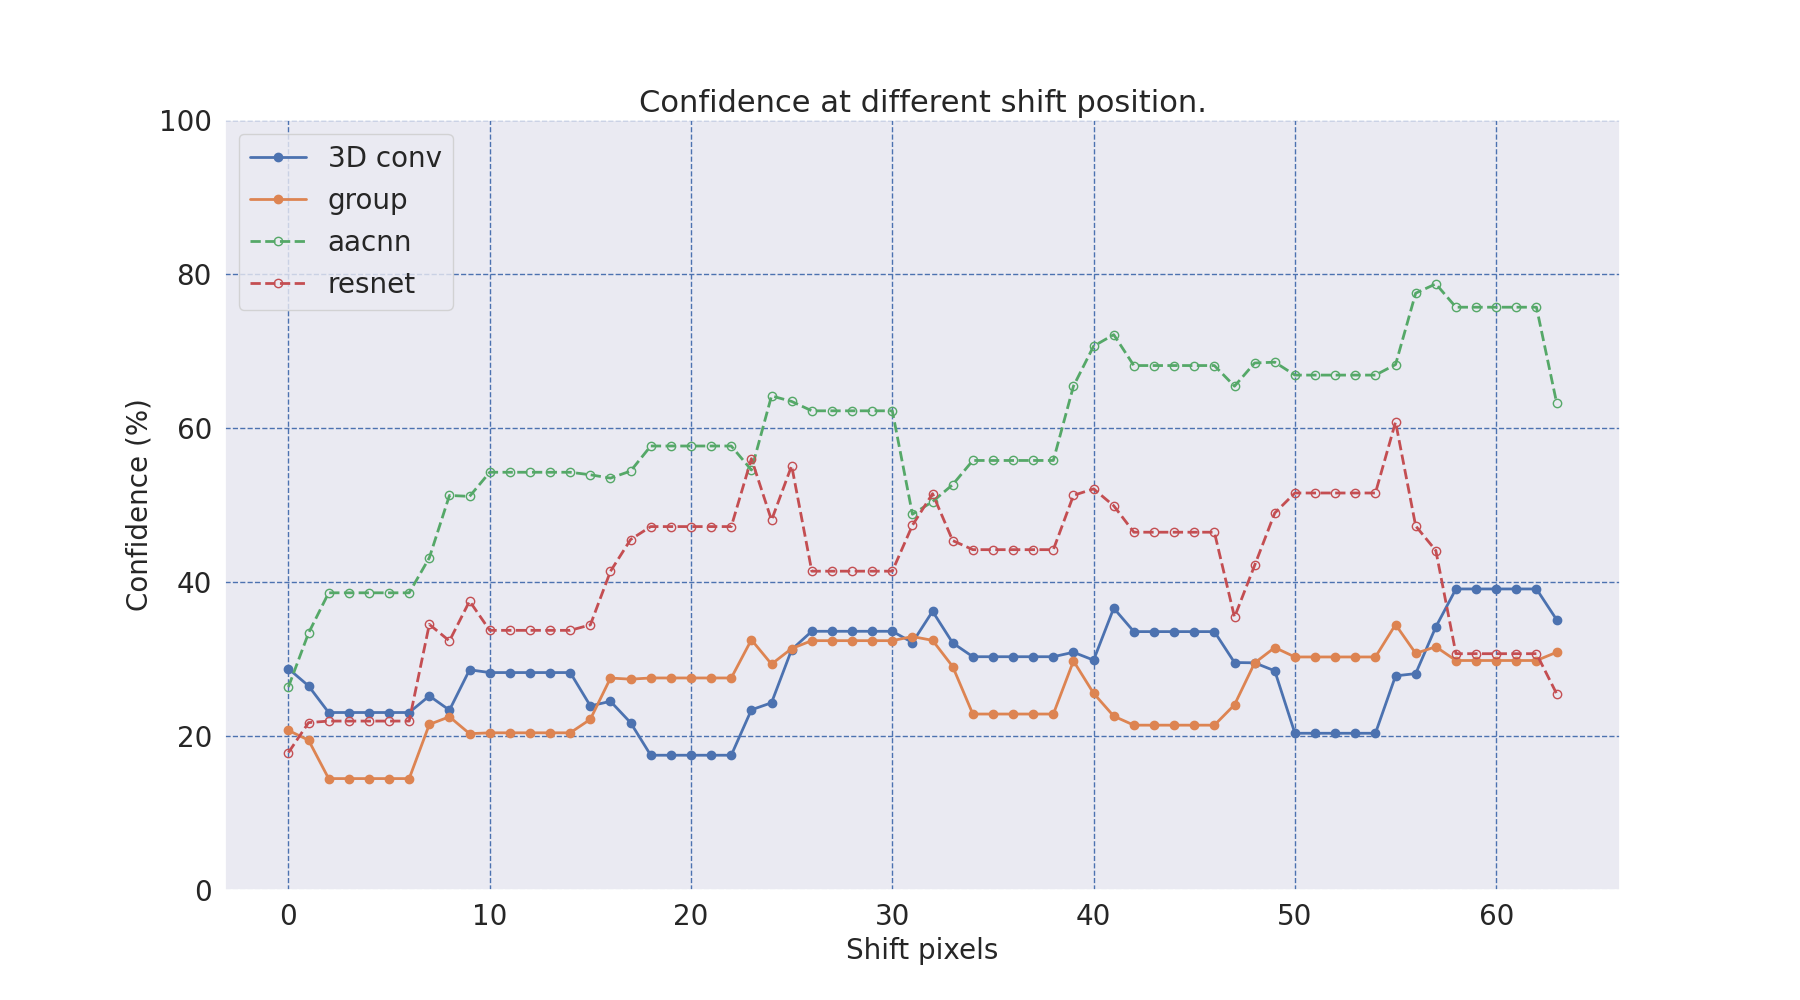 Confidence at different shift position.
100
80
60
40
20
0
Confidence (%)
3D conv
group
aacnn
resnet
0 10 20 30 40 50 60
Shift pixels